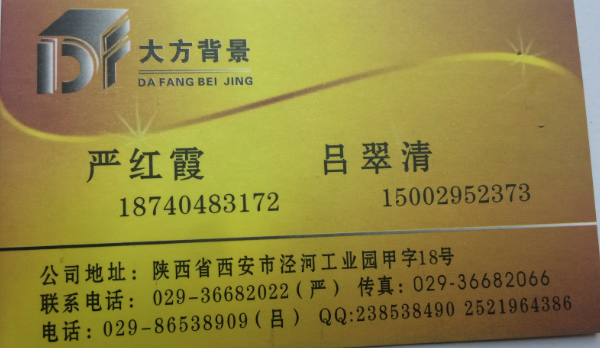 DF 大方背景
DA FANG BEI JING
严红霞 吕翠清
18740483172 15002952373
公司地址：陕西省西安市泾河工业园甲字18号
联系电话：029-36682022(严) 传真:029-36682066
电话:029-86538909(吕) QQ:238538490 2521964386